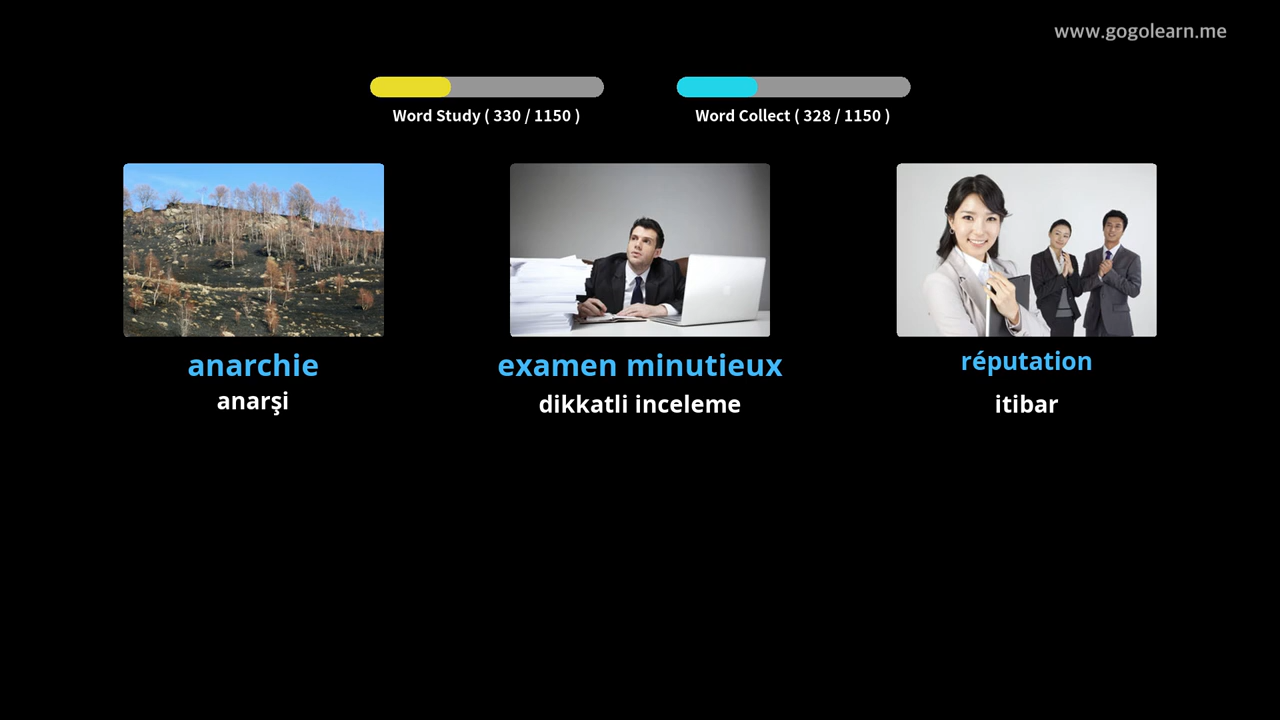 www.gogolearn.me
Word Study ( 330 / 1150 )
Word Collect ( 328 / 1150 )
anarchie
anarşi
examen minutieux
dikkatli inceleme
réputation
itibar